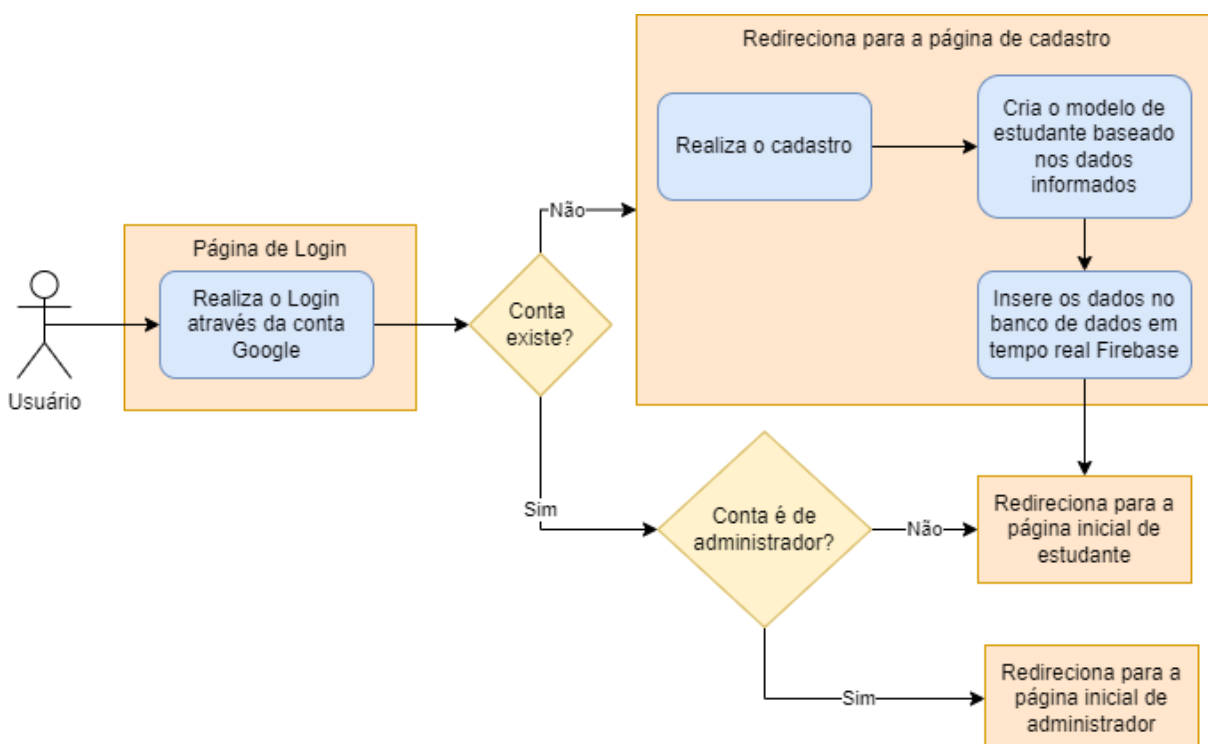 Redireciona para a página de cadastro
Realiza o cadastro
Cria o modelo de
estudante baseado
nos dados
informados
Não
Página de Login
Realiza o Login
através da conta
Google
Usuário
Conta
existe?
Insere os dados no
banco de dados em
tempo real Firebase
Sim
Conta é de
administrador?
Não
Redireciona para a
página inicial de
estudante
Sim
Redireciona para a
página inicial de
administrador